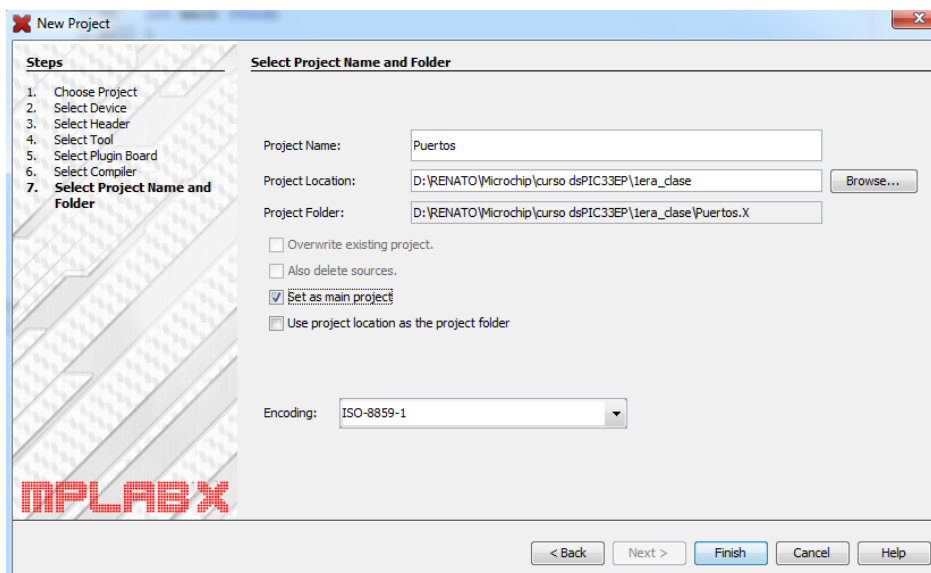 New Project
Steps
1. Choose Project
2. Select Device
3. Select Header
4. Select Tool
5. Select Plugin Board
6. Select Compiler
7. Select Project Name and
Folder
Select Project Name and Folder
Project Name: Puertos
Project Location: D:\RENATO\Microchip\curso dsPIC33EP\1era_clase Browse...
Project Folder: D:\RENATO\Microchip\curso dsPIC33EP\1era_clase\Puertos.X
Overwrite existing project.
Also delete sources.
Set as main project
Use project location as the project folder
Encoding: ISO-8859-1
MPLAB X
< Back Next > Finish Cancel Help